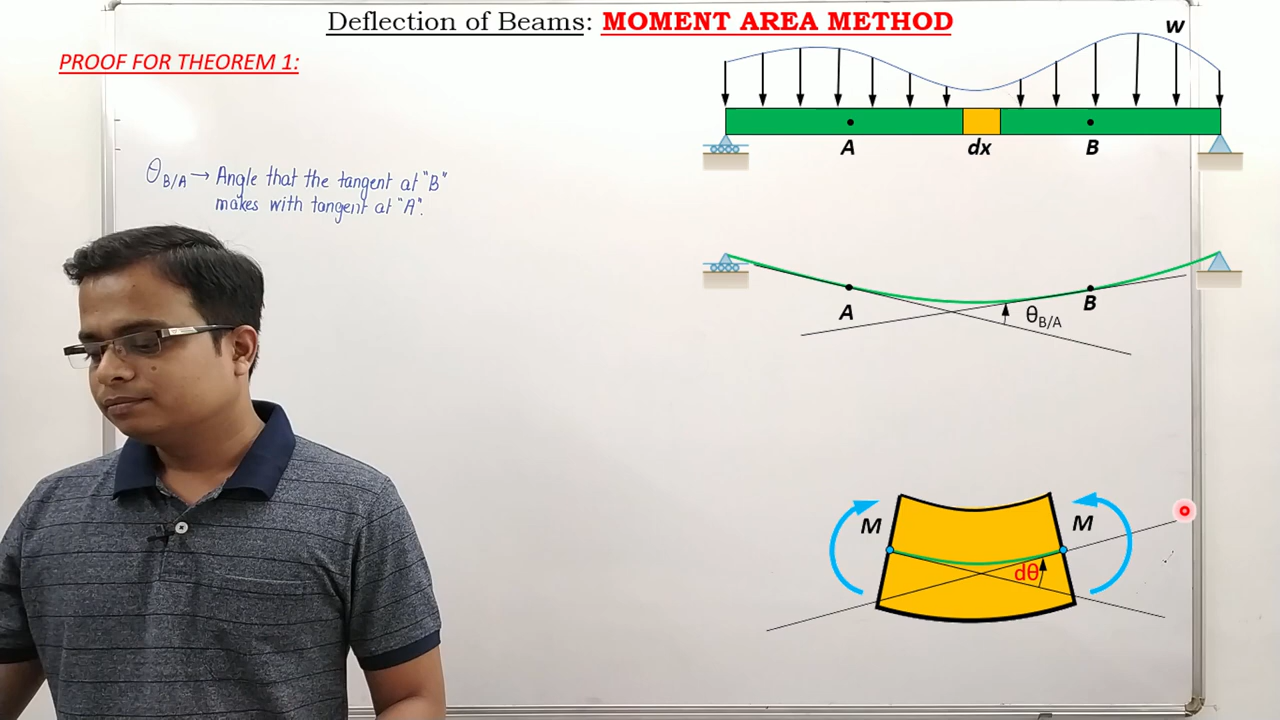 Deflection of Beams: MOMENT AREA METHOD
PROOF FOR THEOREM 1:
w
A
dx
B
θB/A → Angle that the tangent at "B"
makes with tangent at "A".
A
B
θB/A
M
M
dθ